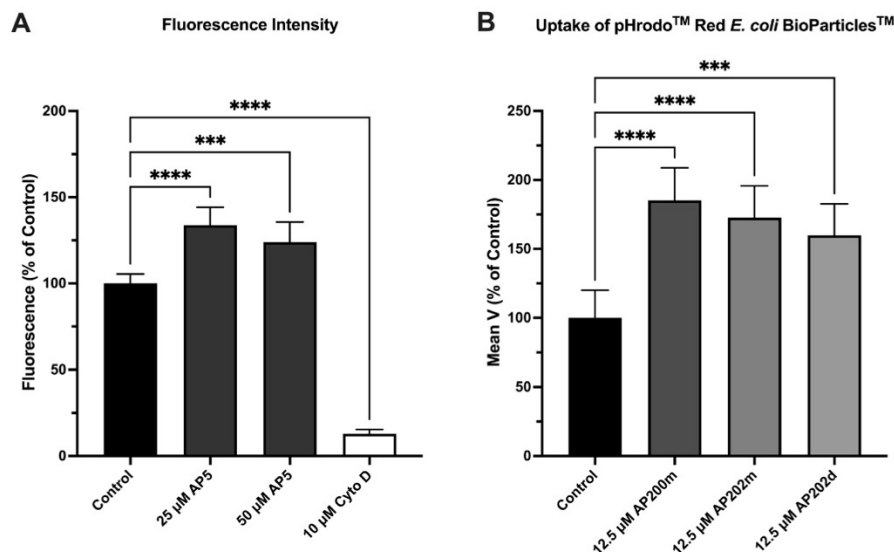 A
Fluorescence Intensity
****
***
****
Fluorescence (% of Control)
200
150
100
50
0
Control
25 µM AP5
50 µM AP5
10 µM Cyto D
B
Uptake of pHrodo™ Red E. coli BioParticles™
***
****
****
Mean V (% of Control)
250
200
150
100
50
0
Control
12.5 µM AP200m
12.5 µM AP202m
12.5 µM AP202d